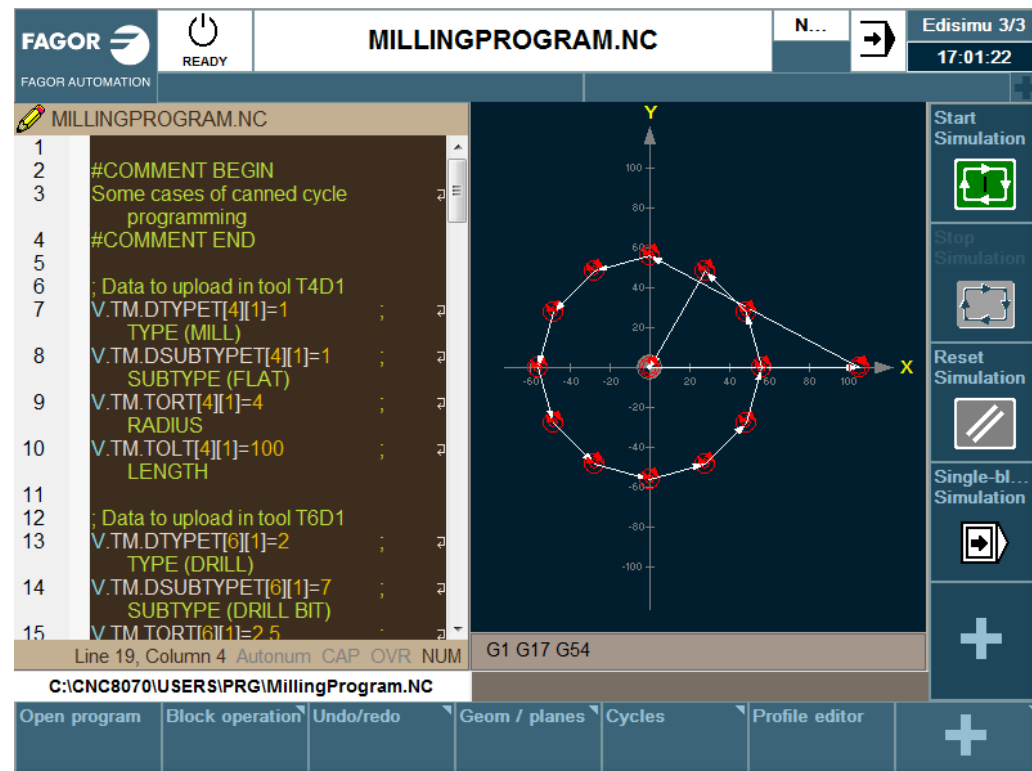 FAGOR
FAGOR AUTOMATION
READY
MILLINGPROGRAM.NC
N...
Edisimu 3/3
17:01:22
MILLINGPROGRAM.NC
1
2 #COMMENT BEGIN
3 Some cases of canned cycle
programming
4 #COMMENT END
5
6 ; Data to upload in tool T4D1
7 V.TM.DTYPET[4][1]=1 ;
TYPE (MILL)
8 V.TM.DSUBTYPET[4][1]=1 ;
SUBTYPE (FLAT)
9 V.TM.TORT[4][1]=4 ;
RADIUS
10 V.TM.TOLT[4][1]=100 ;
LENGTH
11
12 ; Data to upload in tool T6D1
13 V.TM.DTYPET[6][1]=2 ;
TYPE (DRILL)
14 V.TM.DSUBTYPET[6][1]=7 ;
SUBTYPE (DRILL BIT)
15 V.TM.TORT[6][1]=2.5 ;
Line 19, Column 4 Autonum CAP OVR NUM
C:\CNC8070\USERS\PRG\MillingProgram.NC
Y
100
80
60
40
20
-60 -40 -20 20 40 60 80 100 X
-20
-40
-60
-80
-100
G1 G17 G54
Start
Simulation
Stop
Simulation
Reset
Simulation
Single-bl...
Simulation
Open program Block operation Undo/redo Geom / planes Cycles Profile editor